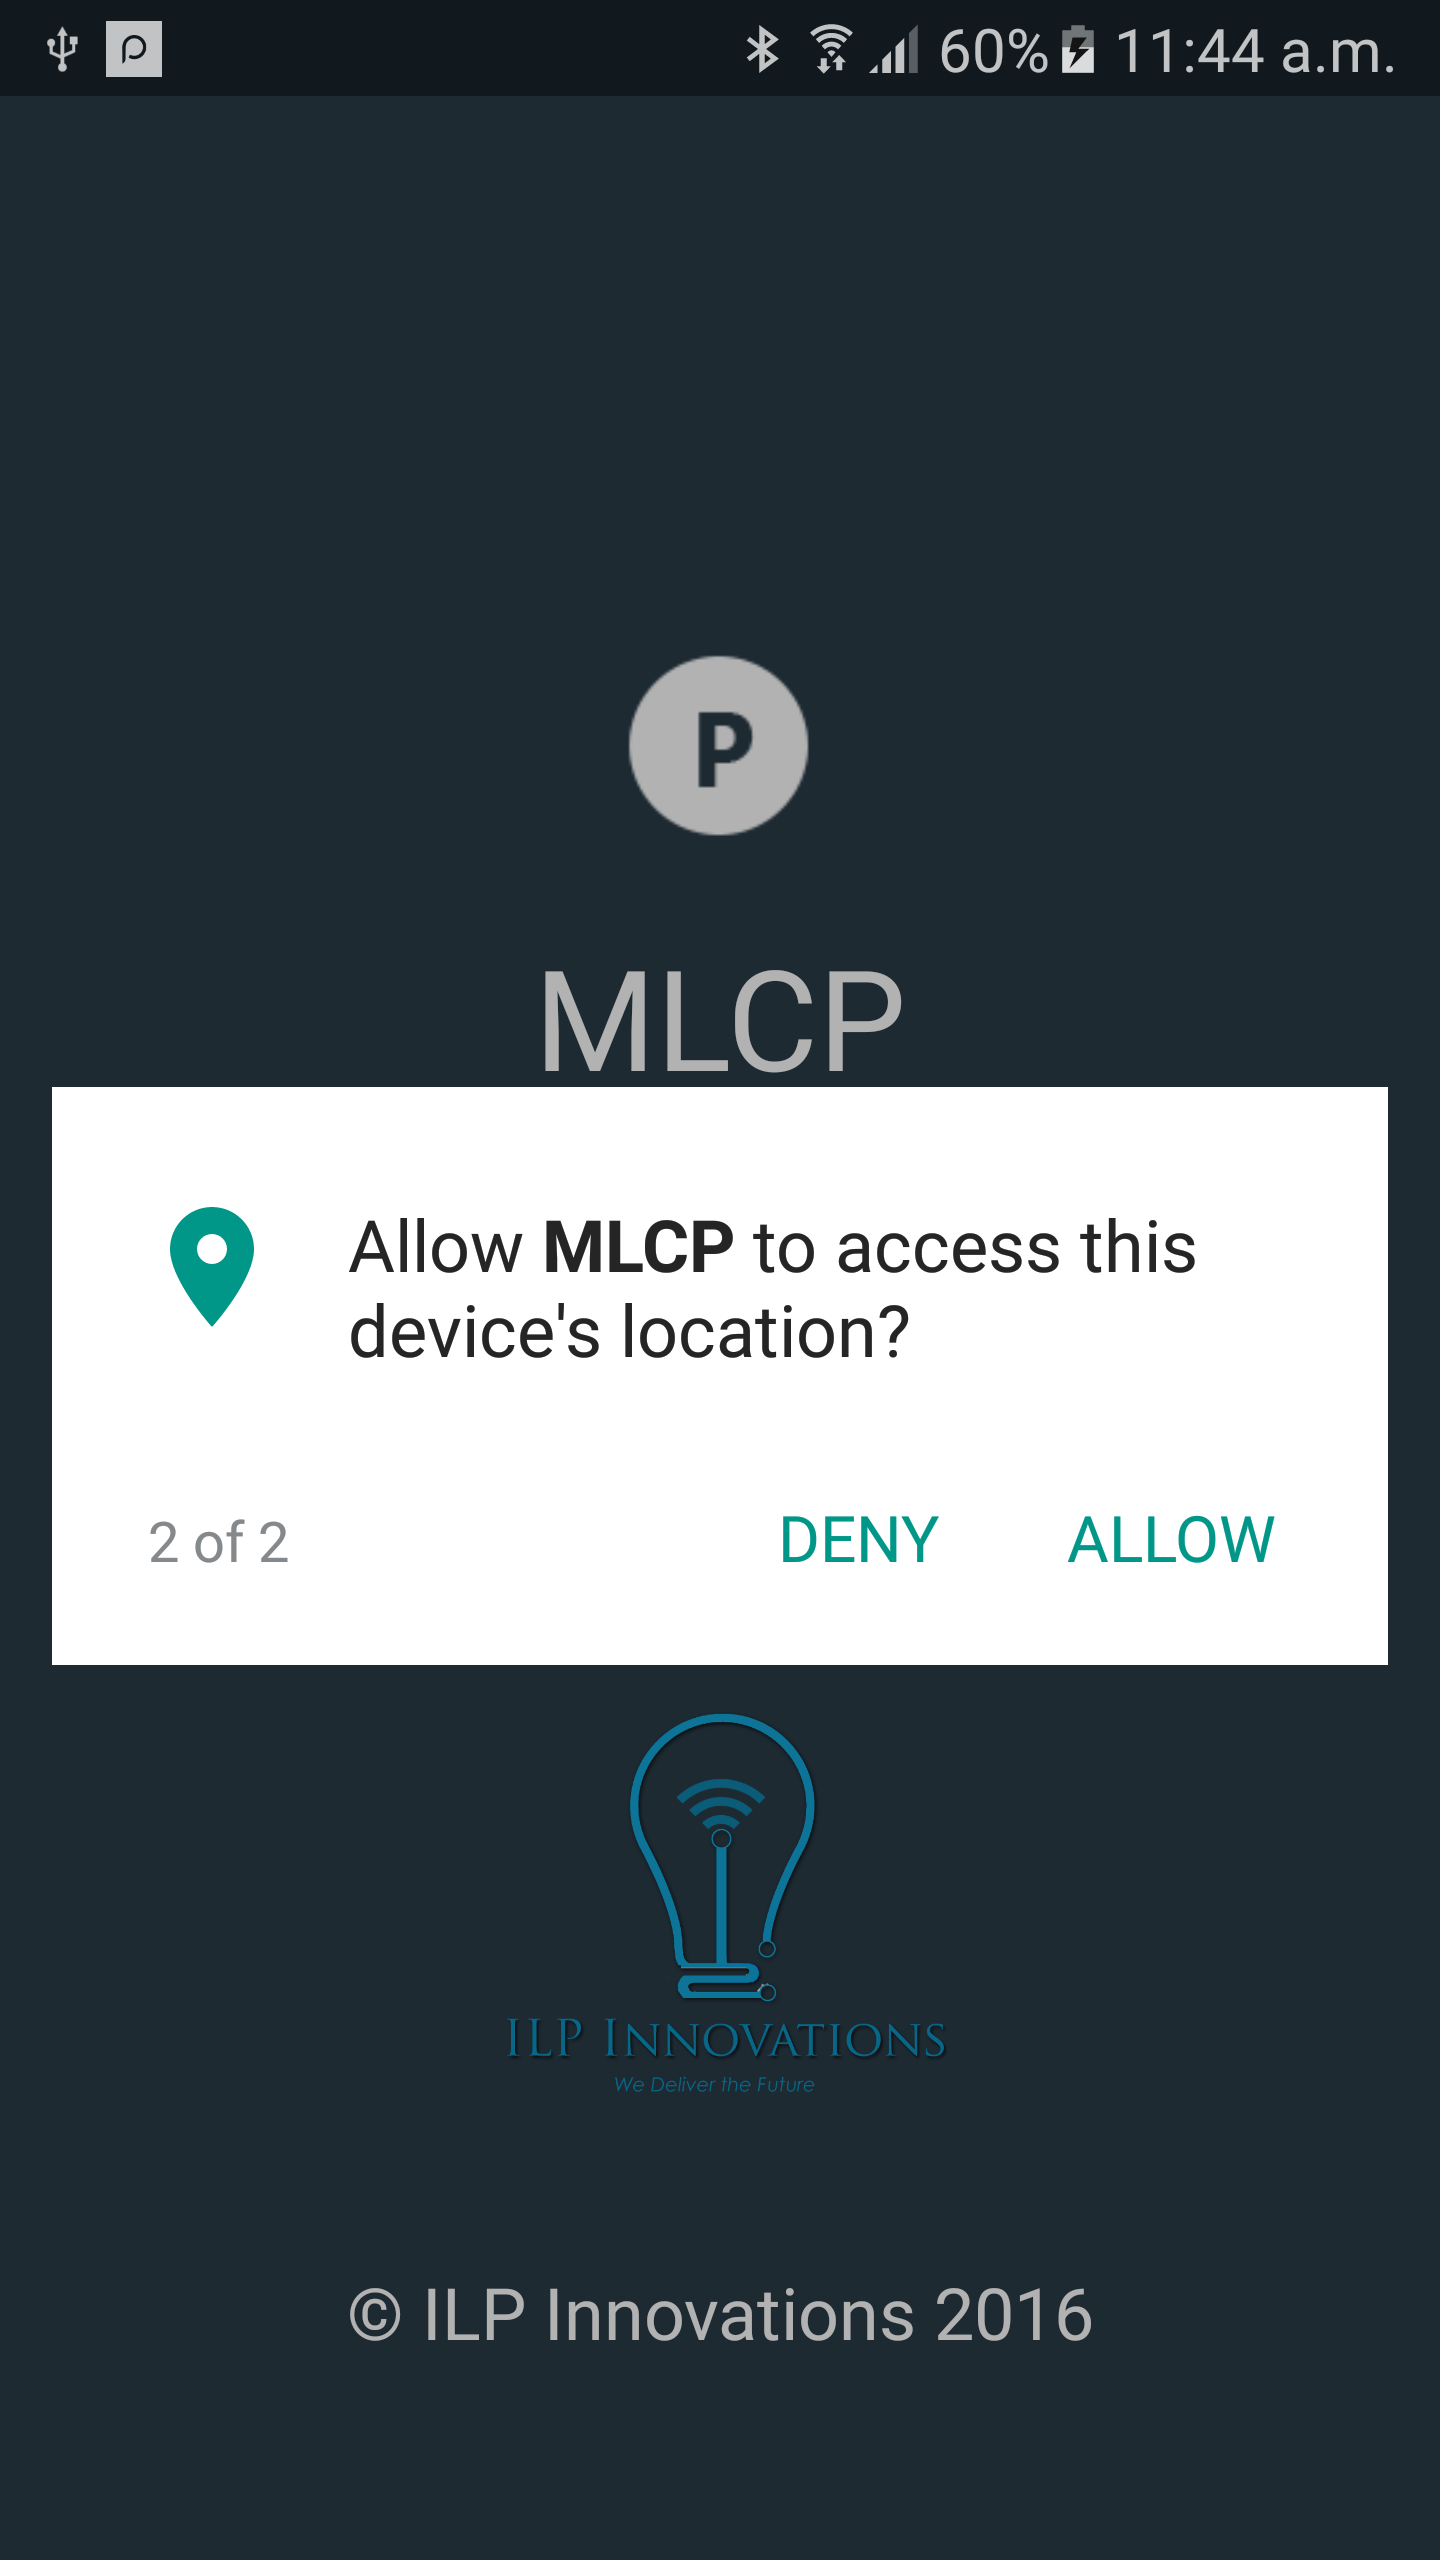 60% 11:44 a.m.
P
MLCP
Allow MLCP to access this
device's location?
2 of 2 DENY ALLOW
ILP INNOVATIONS
We Deliver the Future
© ILP Innovations 2016